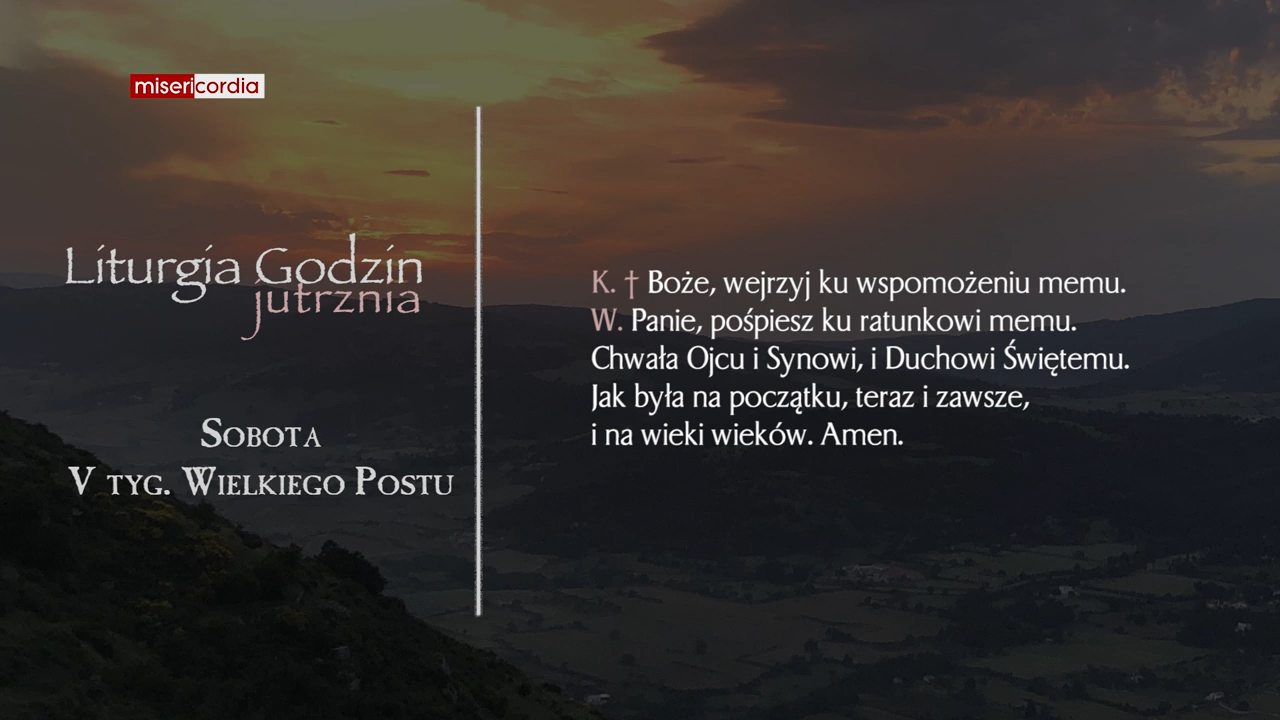 misericordia
Liturgia Godzin
jutrznia
Sobota
V tyg. Wielkiego Postu
K. † Boże, wejrzyj ku wspomożeniu memu.
W. Panie, pośpiesz ku ratunkowi memu.
Chwała Ojcu i Synowi, i Duchowi Świętemu.
Jak była na początku, teraz i zawsze,
i na wieki wieków. Amen.